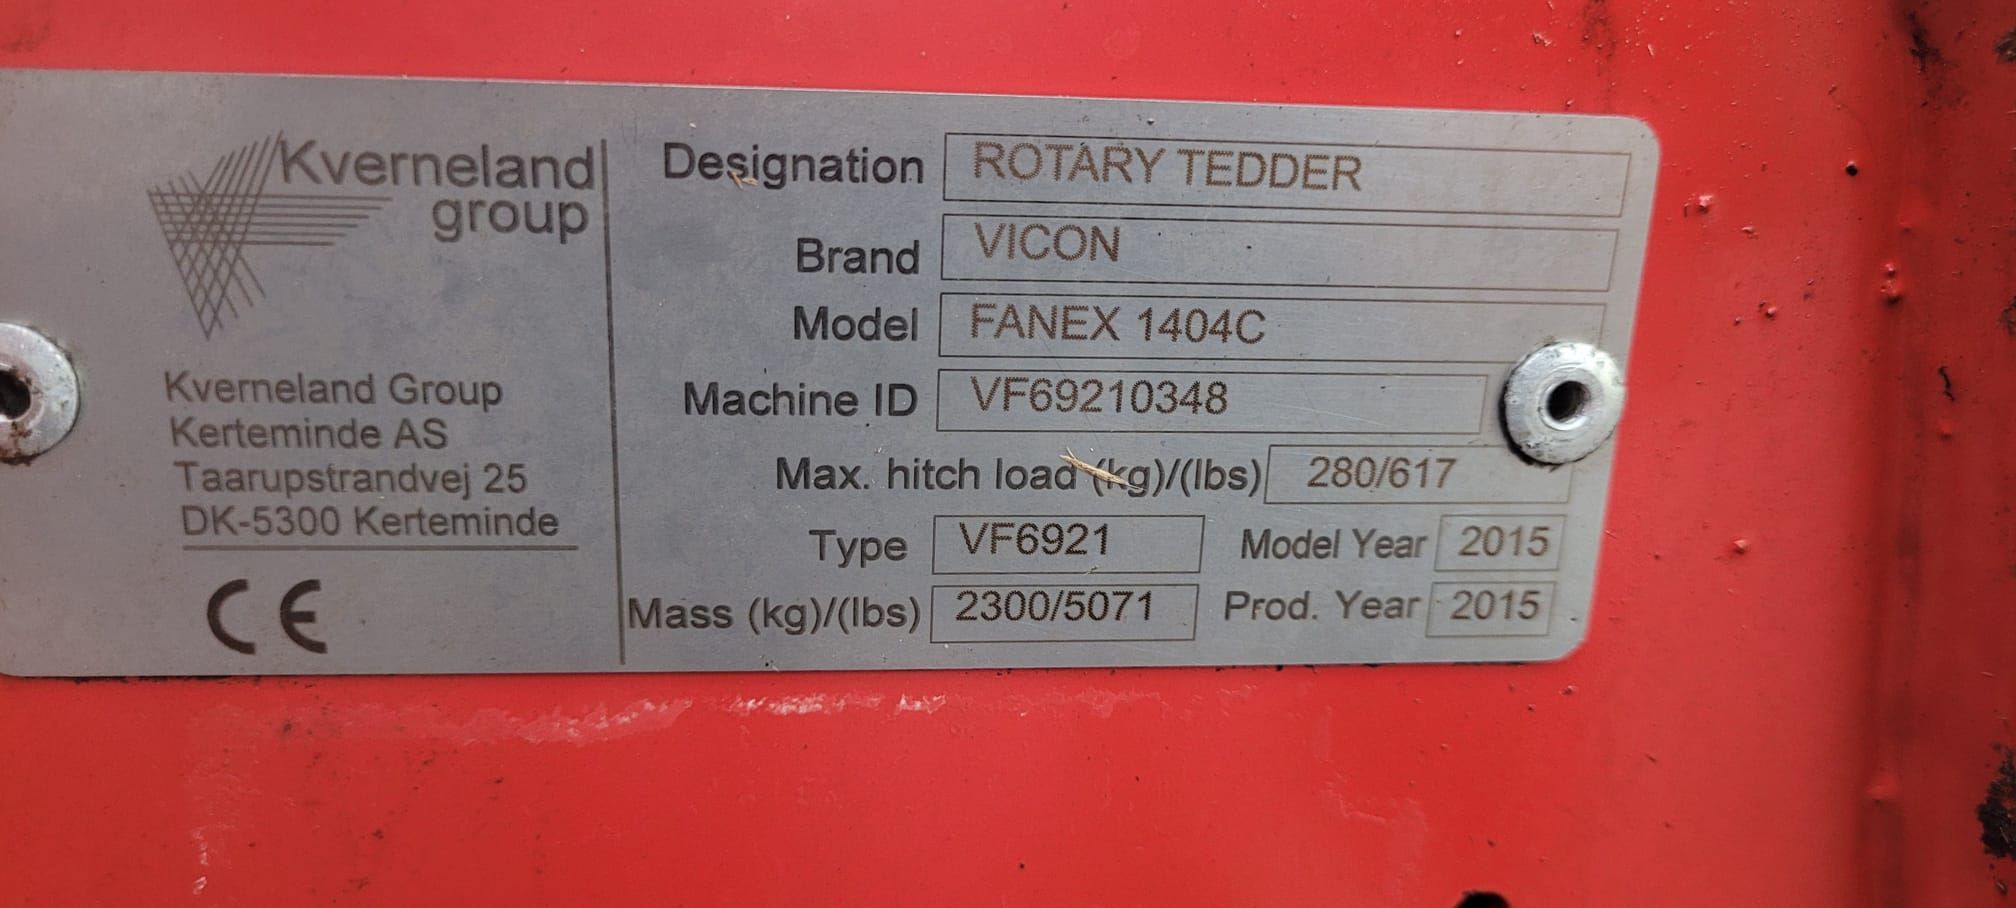 Kverneland
group
Kverneland Group
Kerteminde AS
Taarupstrandvej 25
DK-5300 Kerteminde
CE
Designation ROTARY TEDDER
Brand VICON
Model FANEX 1404C
Machine ID VF69210348
Max. hitch load (kg)/(lbs) 280/617
Type VF6921 Model Year 2015
Mass (kg)/(lbs) 2300/5071 Prod. Year 2015